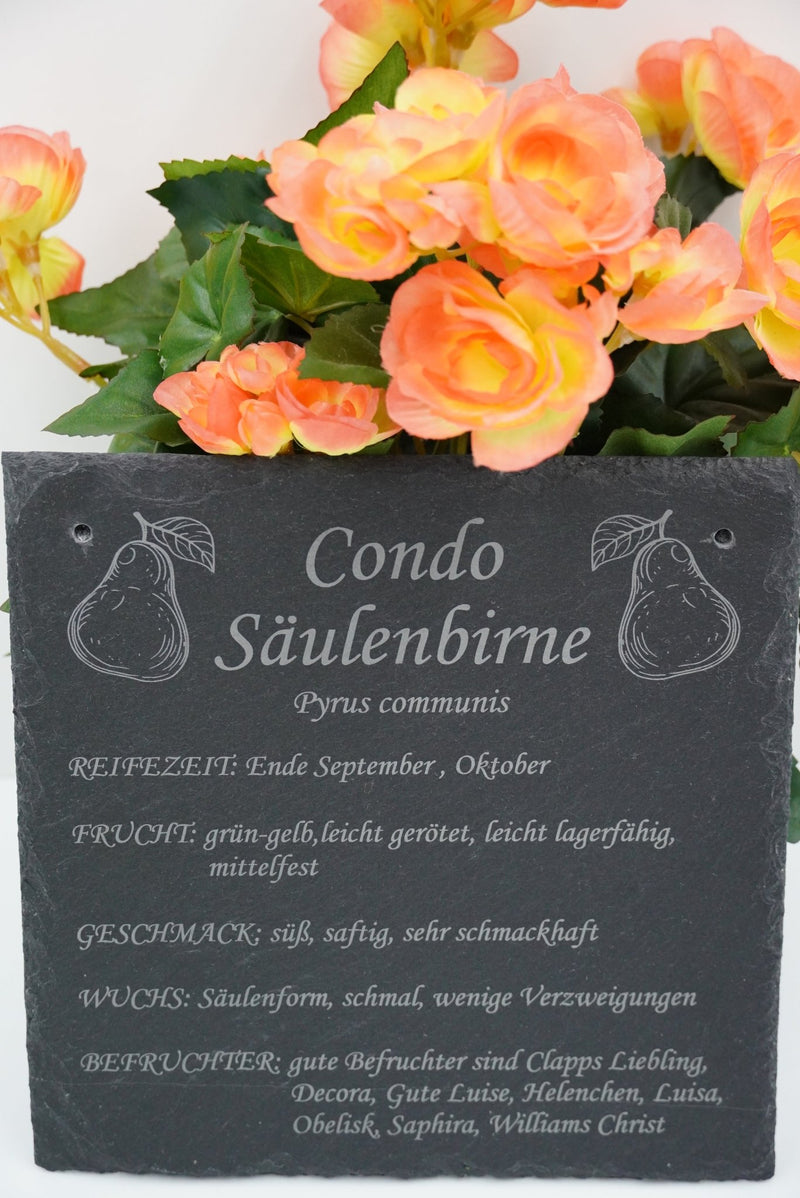 Condo
Säulenbirne
Pyrus communis
REIFEZEIT: Ende September , Oktober
FRUCHT: grün-gelb,leicht gerötet, leicht lagerfähig,
mittelfest
GESCHMACK: süß, saftig, sehr schmackhaft
WUCHS: Säulenform, schmal, wenige Verzweigungen
BEFRUCHTER: gute Befruchter sind Clapps Liebling,
Decora, Gute Luise, Helenchen, Luisa,
Obelisk, Saphira, Williams Christ